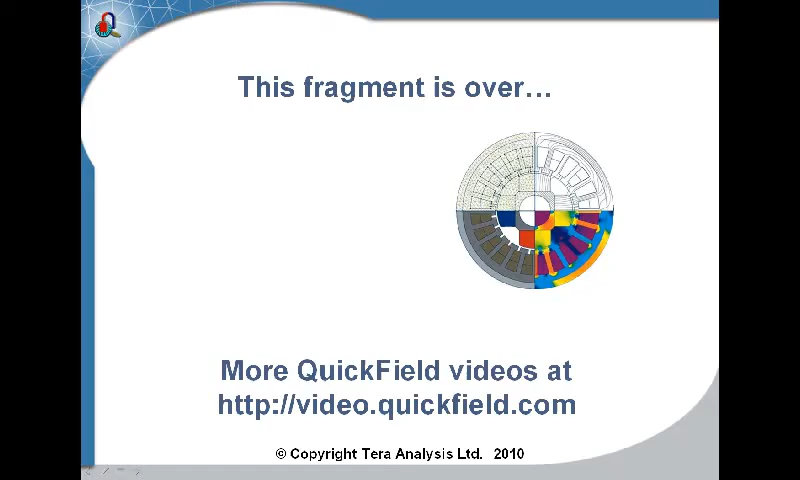 This fragment is over…
More QuickField videos at
http://video.quickfield.com
© Copyright Tera Analysis Ltd. 2010